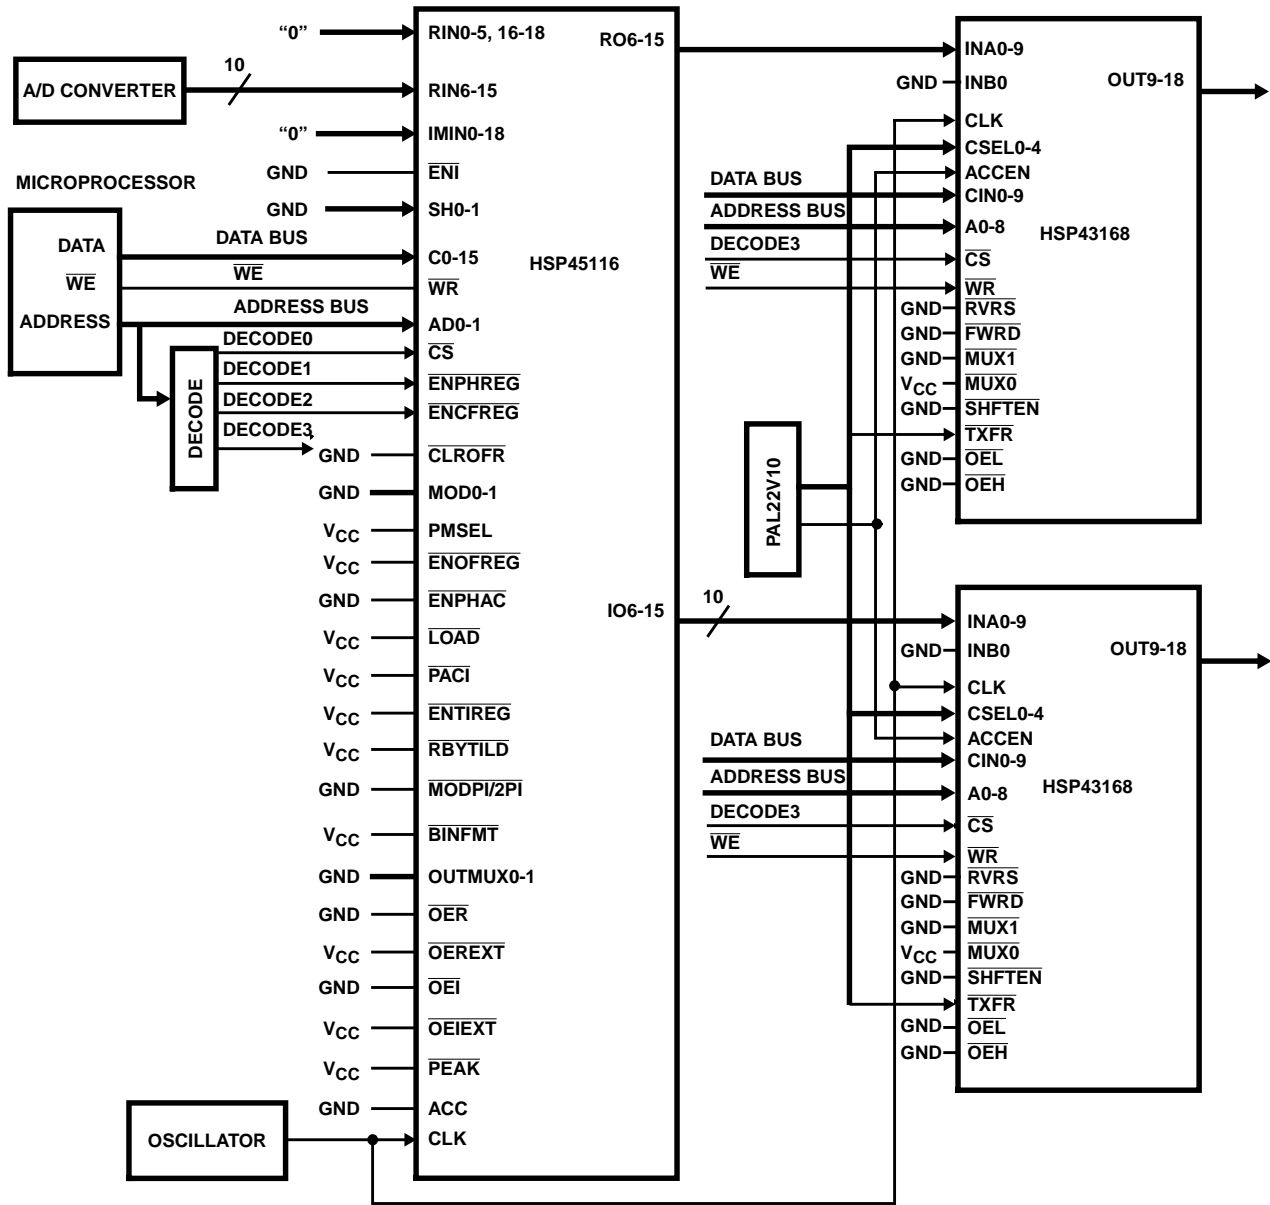 “0”
A/D CONVERTER
10
“0”
GND
GND
MICROPROCESSOR
DATA
WE
ADDRESS
DATA BUS
WE
ADDRESS BUS
DECODE
DECODE0
DECODE1
DECODE2
DECODE3
GND
GND
VCC
VCC
GND
VCC
VCC
VCC
VCC
GND
VCC
GND
GND
VCC
GND
VCC
VCC
GND
OSCILLATOR
RIN0-5, 16-18
RIN6-15
IMIN0-18
ENI
SH0-1
C0-15
WR
AD0-1
CS
ENPHREG
ENCFREG
CLROFR
MOD0-1
PMSEL
ENOFREG
ENPHAC
LOAD
PACI
ENTIREG
RBYTILD
MODPI/2PI
BINFMT
OUTMUX0-1
OER
OEREXT
OEI
OEIEXT
PEAK
ACC
CLK
HSP45116
RO6-15
IO6-15
10
PAL22V10
GND
DATA BUS
ADDRESS BUS
DECODE3
WE
GND
GND
GND
VCC
GND
GND
GND
INA0-9
INB0
CLK
CSEL0-4
ACCEN
CIN0-9
A0-8
CS
WR
RVRS
FWRD
MUX1
MUX0
SHFTEN
TXFR
OEL
OEH
OUT9-18
HSP43168
GND
DATA BUS
ADDRESS BUS
DECODE3
WE
GND
GND
GND
VCC
GND
GND
GND
INA0-9
INB0
CLK
CSEL0-4
ACCEN
CIN0-9
A0-8
CS
WR
RVRS
FWRD
MUX1
MUX0
SHFTEN
TXFR
OEL
OEH
OUT9-18
HSP43168